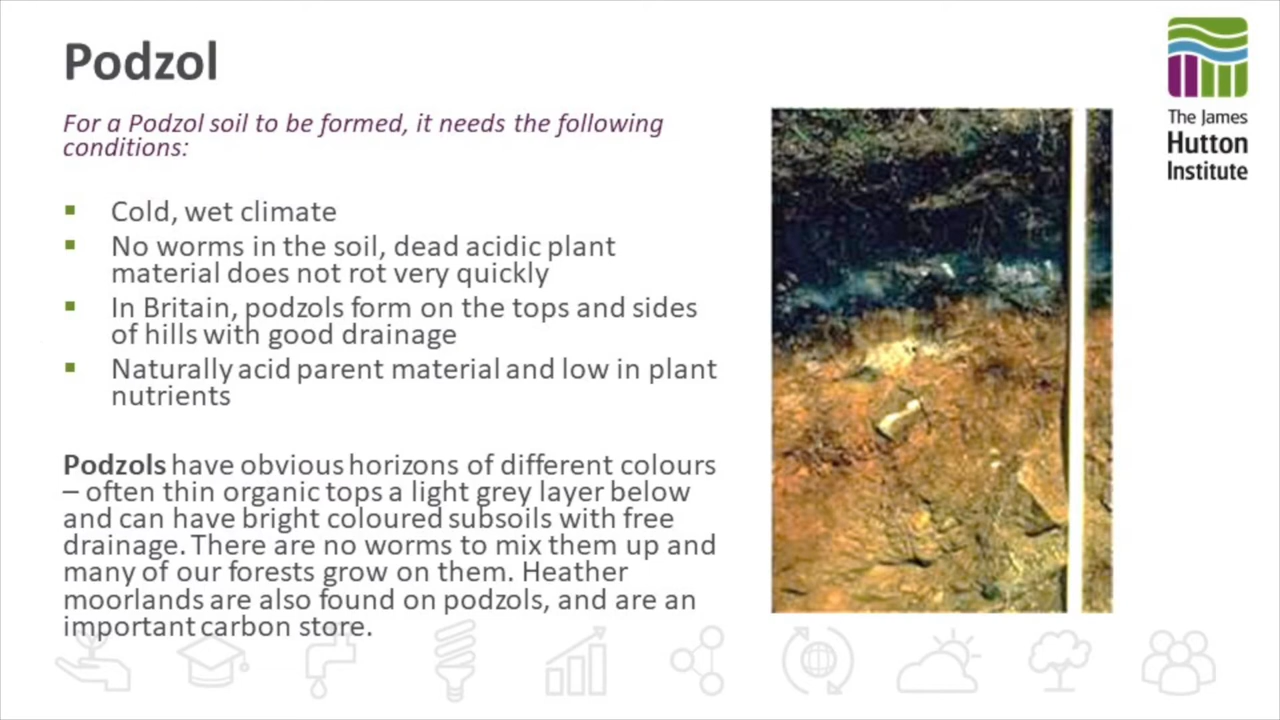 Podzol
For a Podzol soil to be formed, it needs the following
conditions:
Cold, wet climate
No worms in the soil, dead acidic plant
material does not rot very quickly
In Britain, podzols form on the tops and sides
of hills with good drainage
Naturally acid parent material and low in plant
nutrients
Podzols have obvious horizons of different colours
– often thin organic tops a light grey layer below
and can have bright coloured subsoils with free
drainage. There are no worms to mix them up and
many of our forests grow on them. Heather
moorlands are also found on podzols, and are an
important carbon store.
The James
Hutton
Institute